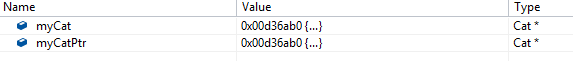 Name Value Type
myCat 0x00d36ab0 {...} Cat *
myCatPtr 0x00d36ab0 {...} Cat *